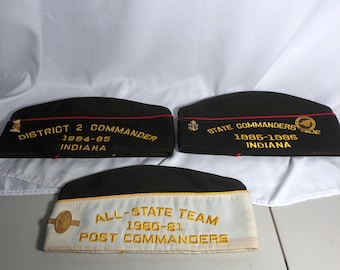 DISTRICT 2 COMMANDER
1984-85
INDIANA
STATE COMMANDERS
1985-1986
INDIANA
ALL-STATE TEAM
1980-81
POST COMMANDERS